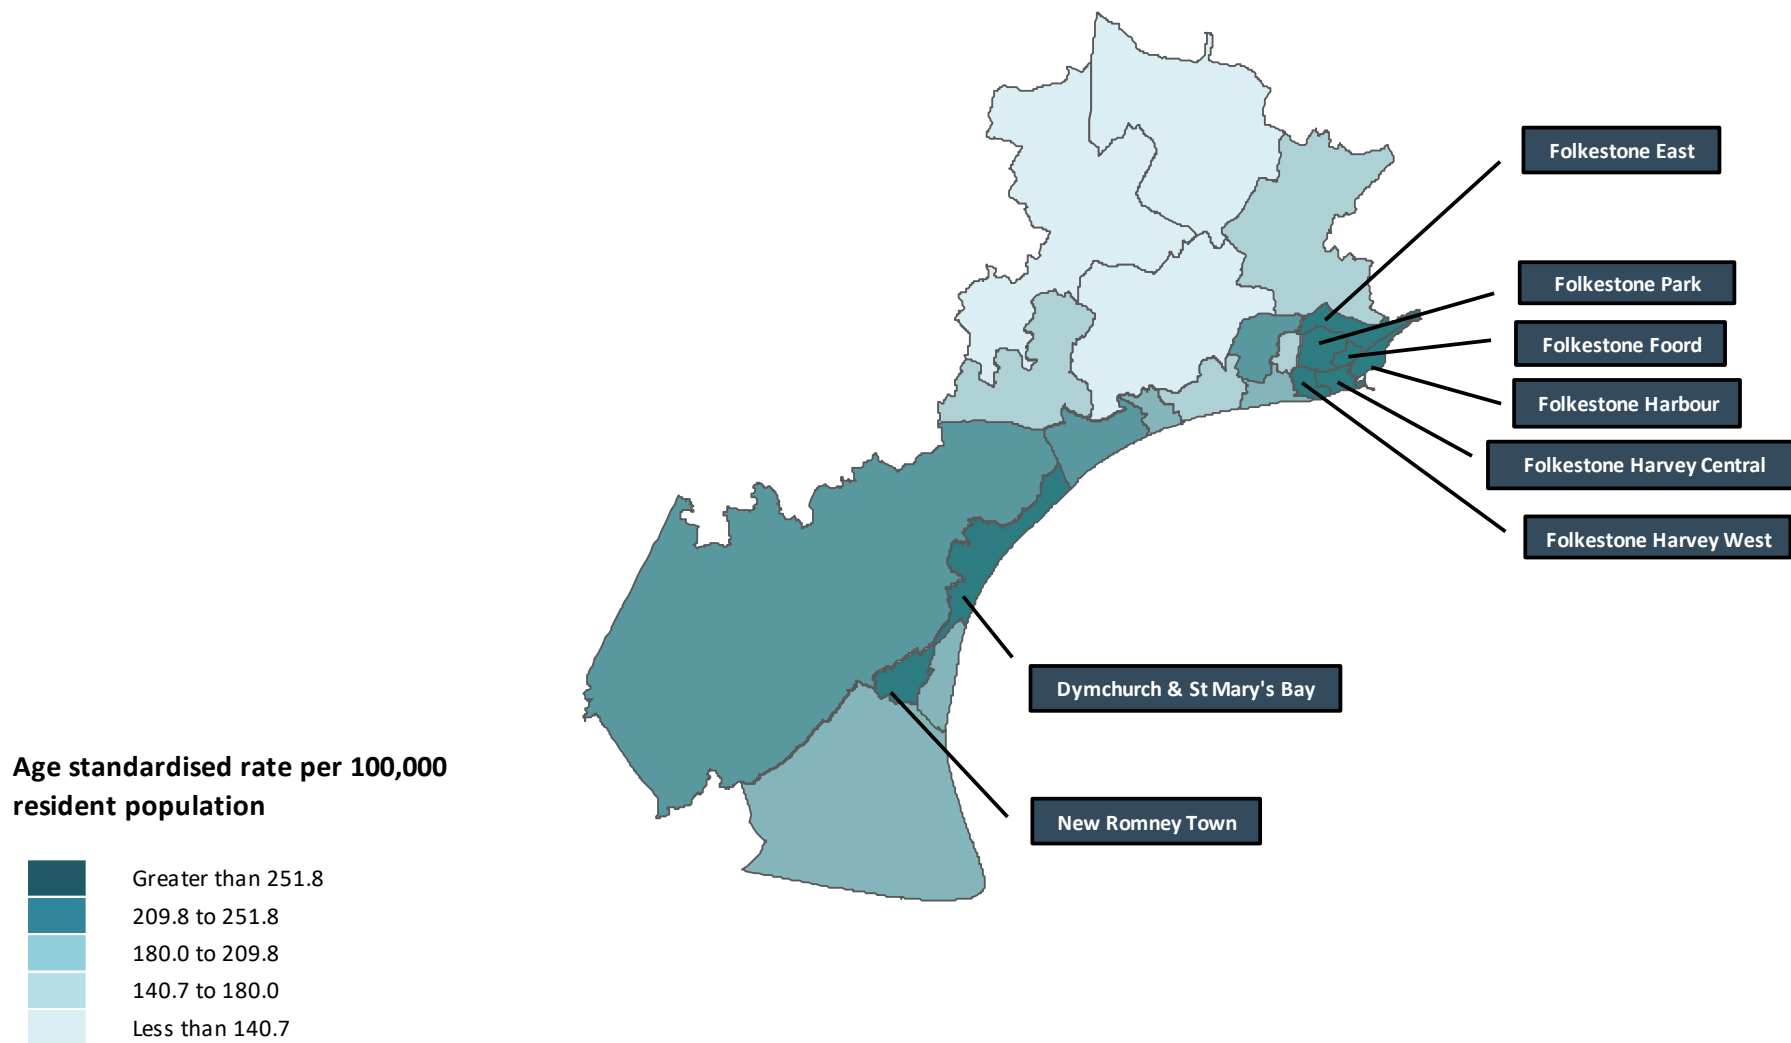 Folkestone East
Folkestone Park
Folkestone Foord
Folkestone Harbour
Folkestone Harvey Central
Folkestone Harvey West
Dymchurch & St Mary's Bay
New Romney Town
Age standardised rate per 100,000
resident population
Greater than 251.8
209.8 to 251.8
180.0 to 209.8
140.7 to 180.0
Less than 140.7